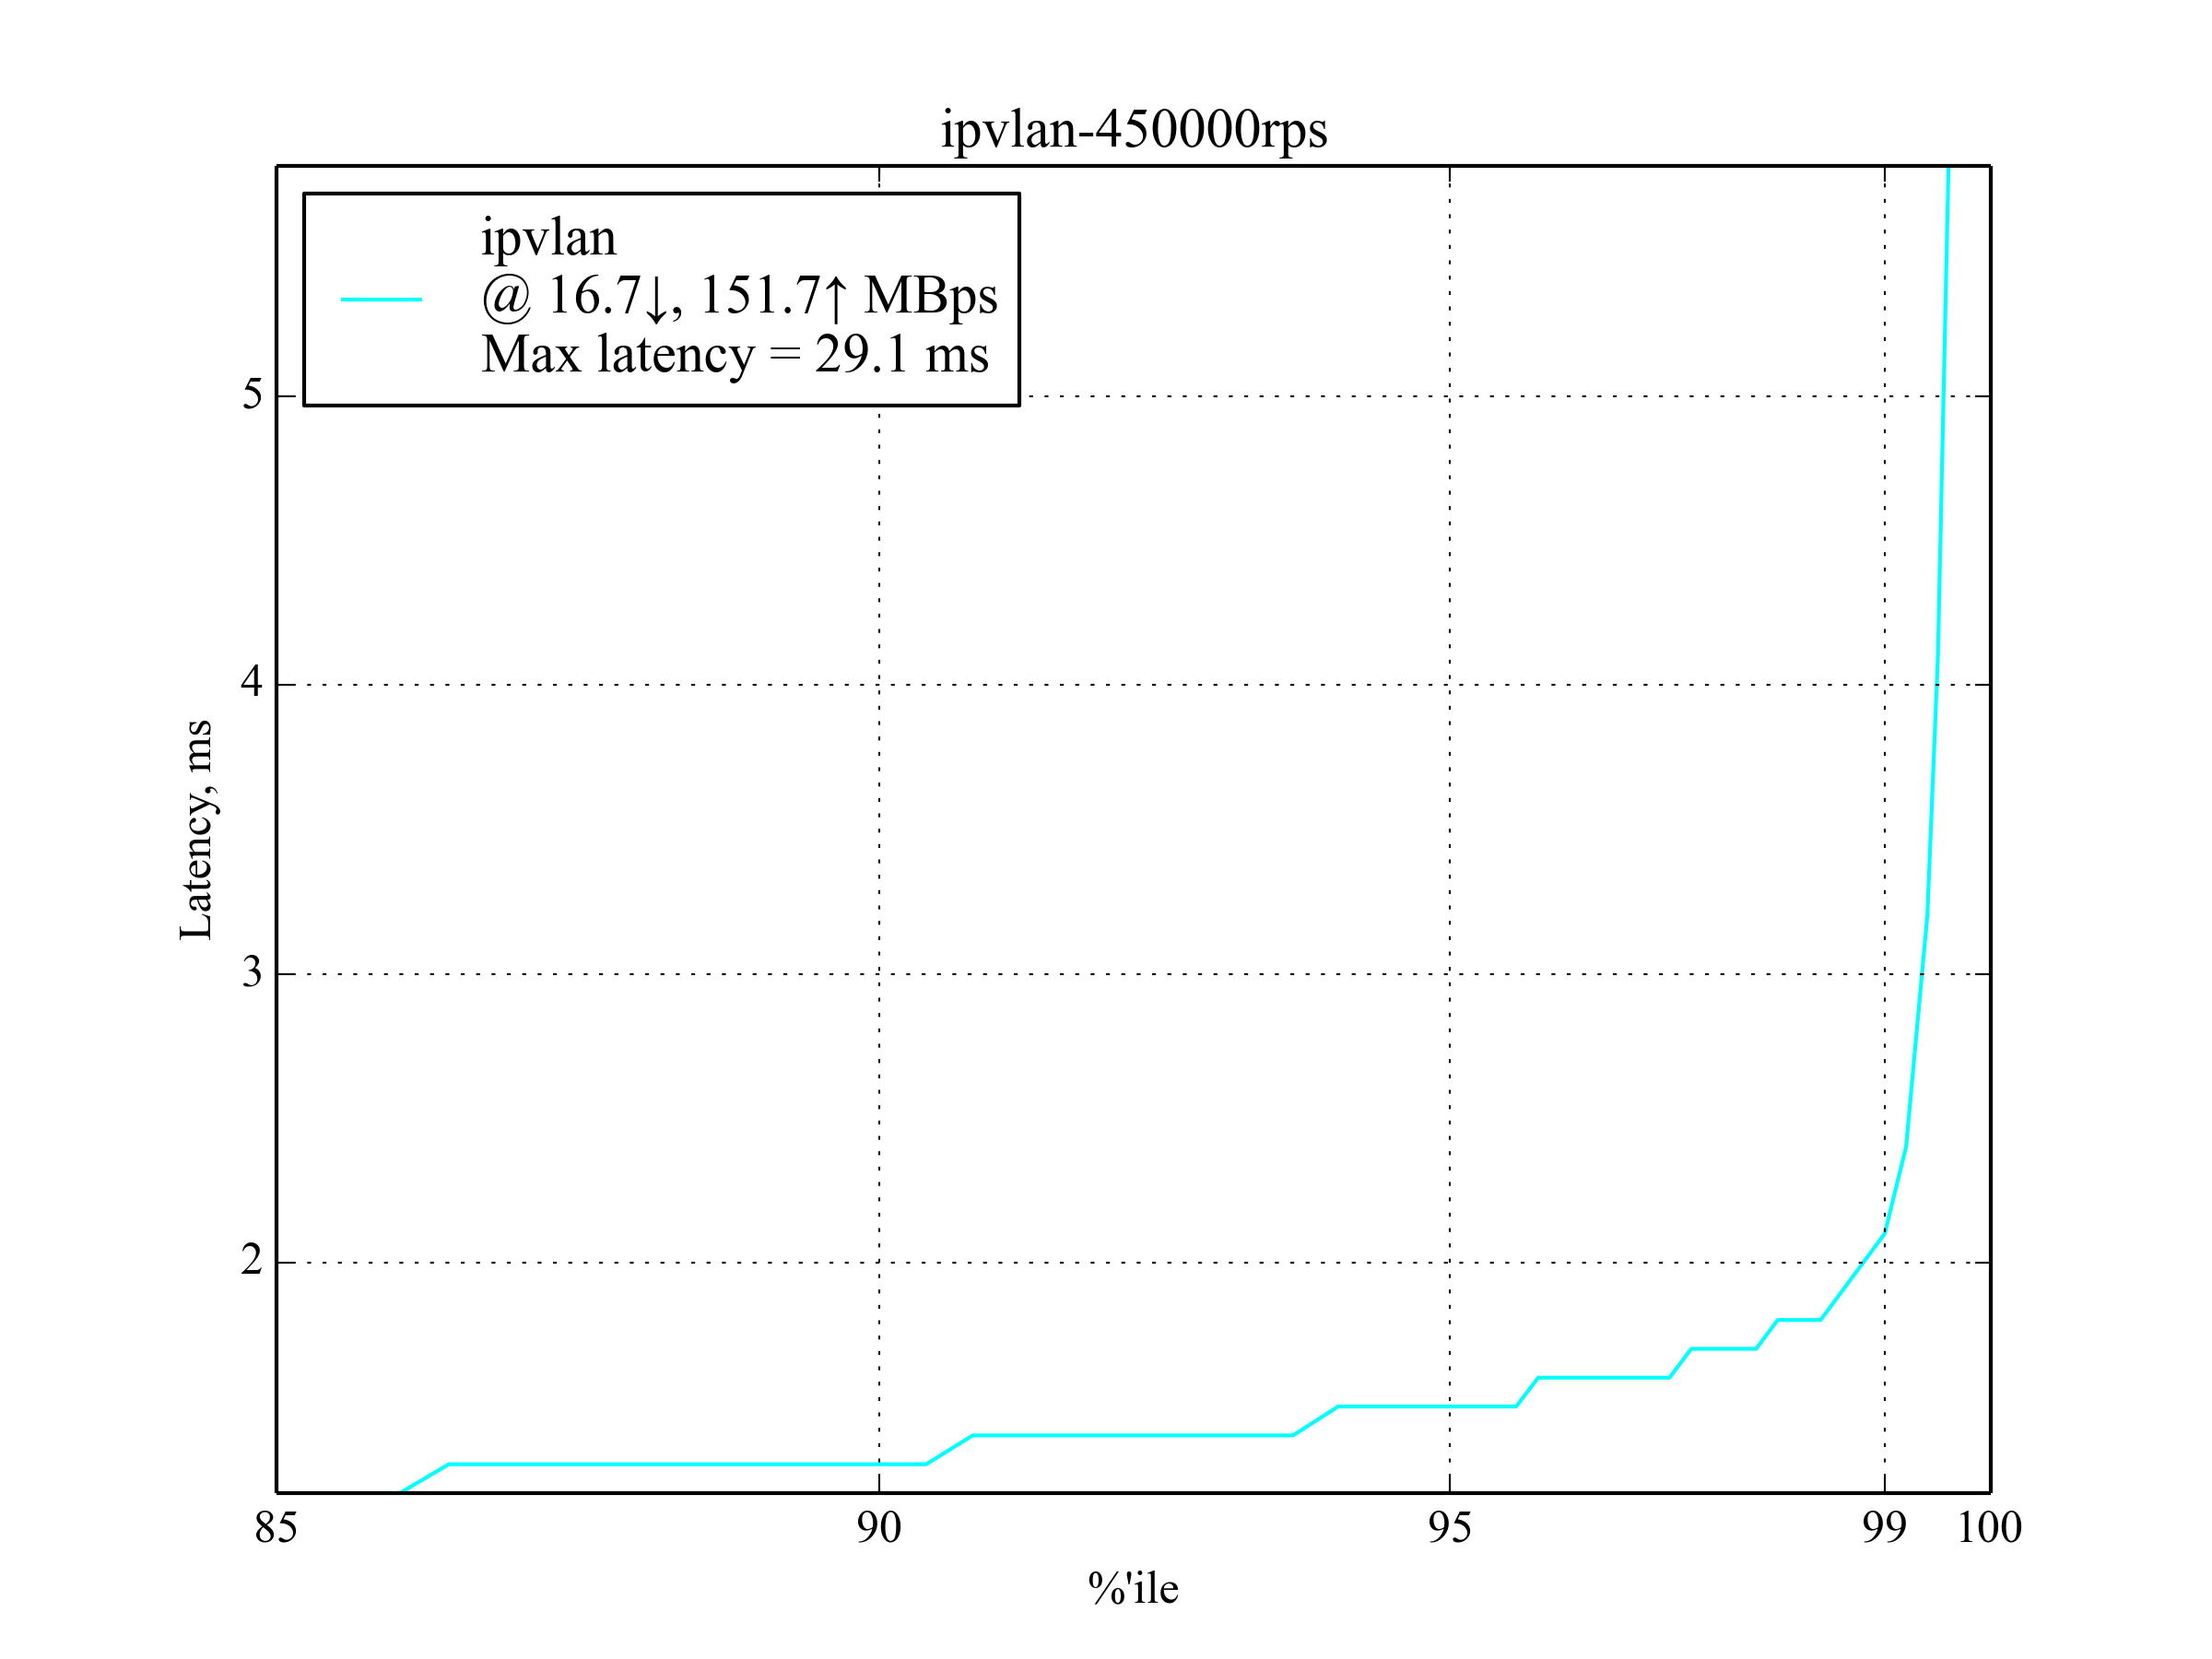 ipvlan-450000rps
ipvlan
@ 16.7↓, 151.7↑ MBps
Max latency = 29.1 ms
5
4
3
2
Latency, ms
85 90 95 99 100
%'ile